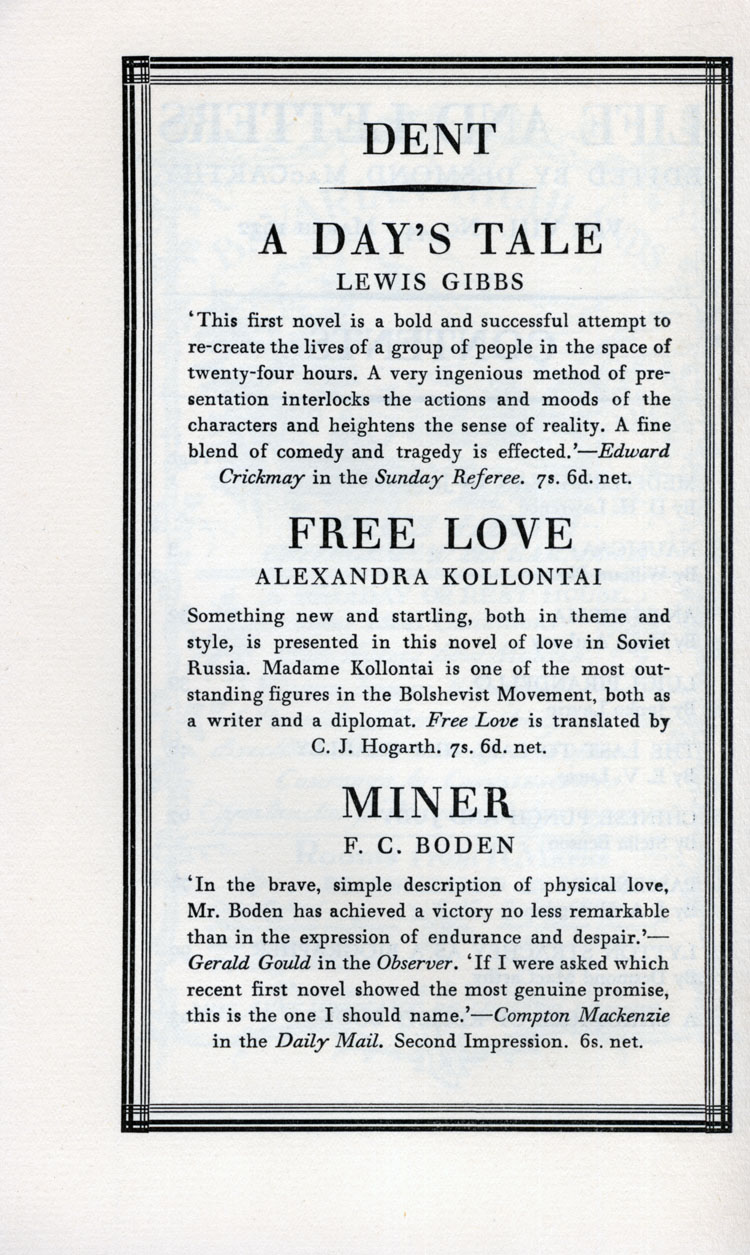 DENT
A DAY'S TALE
LEWIS GIBBS
‘This first novel is a bold and successful attempt to
re-create the lives of a group of people in the space of
twenty-four hours. A very ingenious method of pre-
sentation interlocks the actions and moods of the
characters and heightens the sense of reality. A fine
blend of comedy and tragedy is effected.’—Edward
Crickmay in the Sunday Referee. 7s. 6d. net.
FREE LOVE
ALEXANDRA KOLLONTAI
Something new and startling, both in theme and
style, is presented in this novel of love in Soviet
Russia. Madame Kollontai is one of the most out-
standing figures in the Bolshevist Movement, both as
a writer and a diplomat. Free Love is translated by
C. J. Hogarth. 7s. 6d. net.
MINER
F. C. BODEN
‘In the brave, simple description of physical love,
Mr. Boden has achieved a victory no less remarkable
than in the expression of endurance and despair.’—
Gerald Gould in the Observer. ‘If I were asked which
recent first novel showed the most genuine promise,
this is the one I should name.’—Compton Mackenzie
in the Daily Mail. Second Impression. 6s. net.